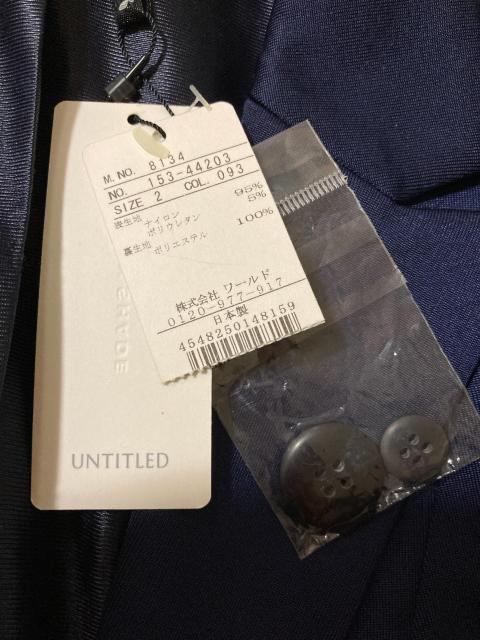 M. NO. 8134
NO. 153-44203
SIZE 2 COL. 093
表生地 ナイロン 95%
ポリウレタン 5%
裏生地 ポリエステル 100%
株式会社 ワールド
0120-977-917
日本製
4548250148159
UNTITLED